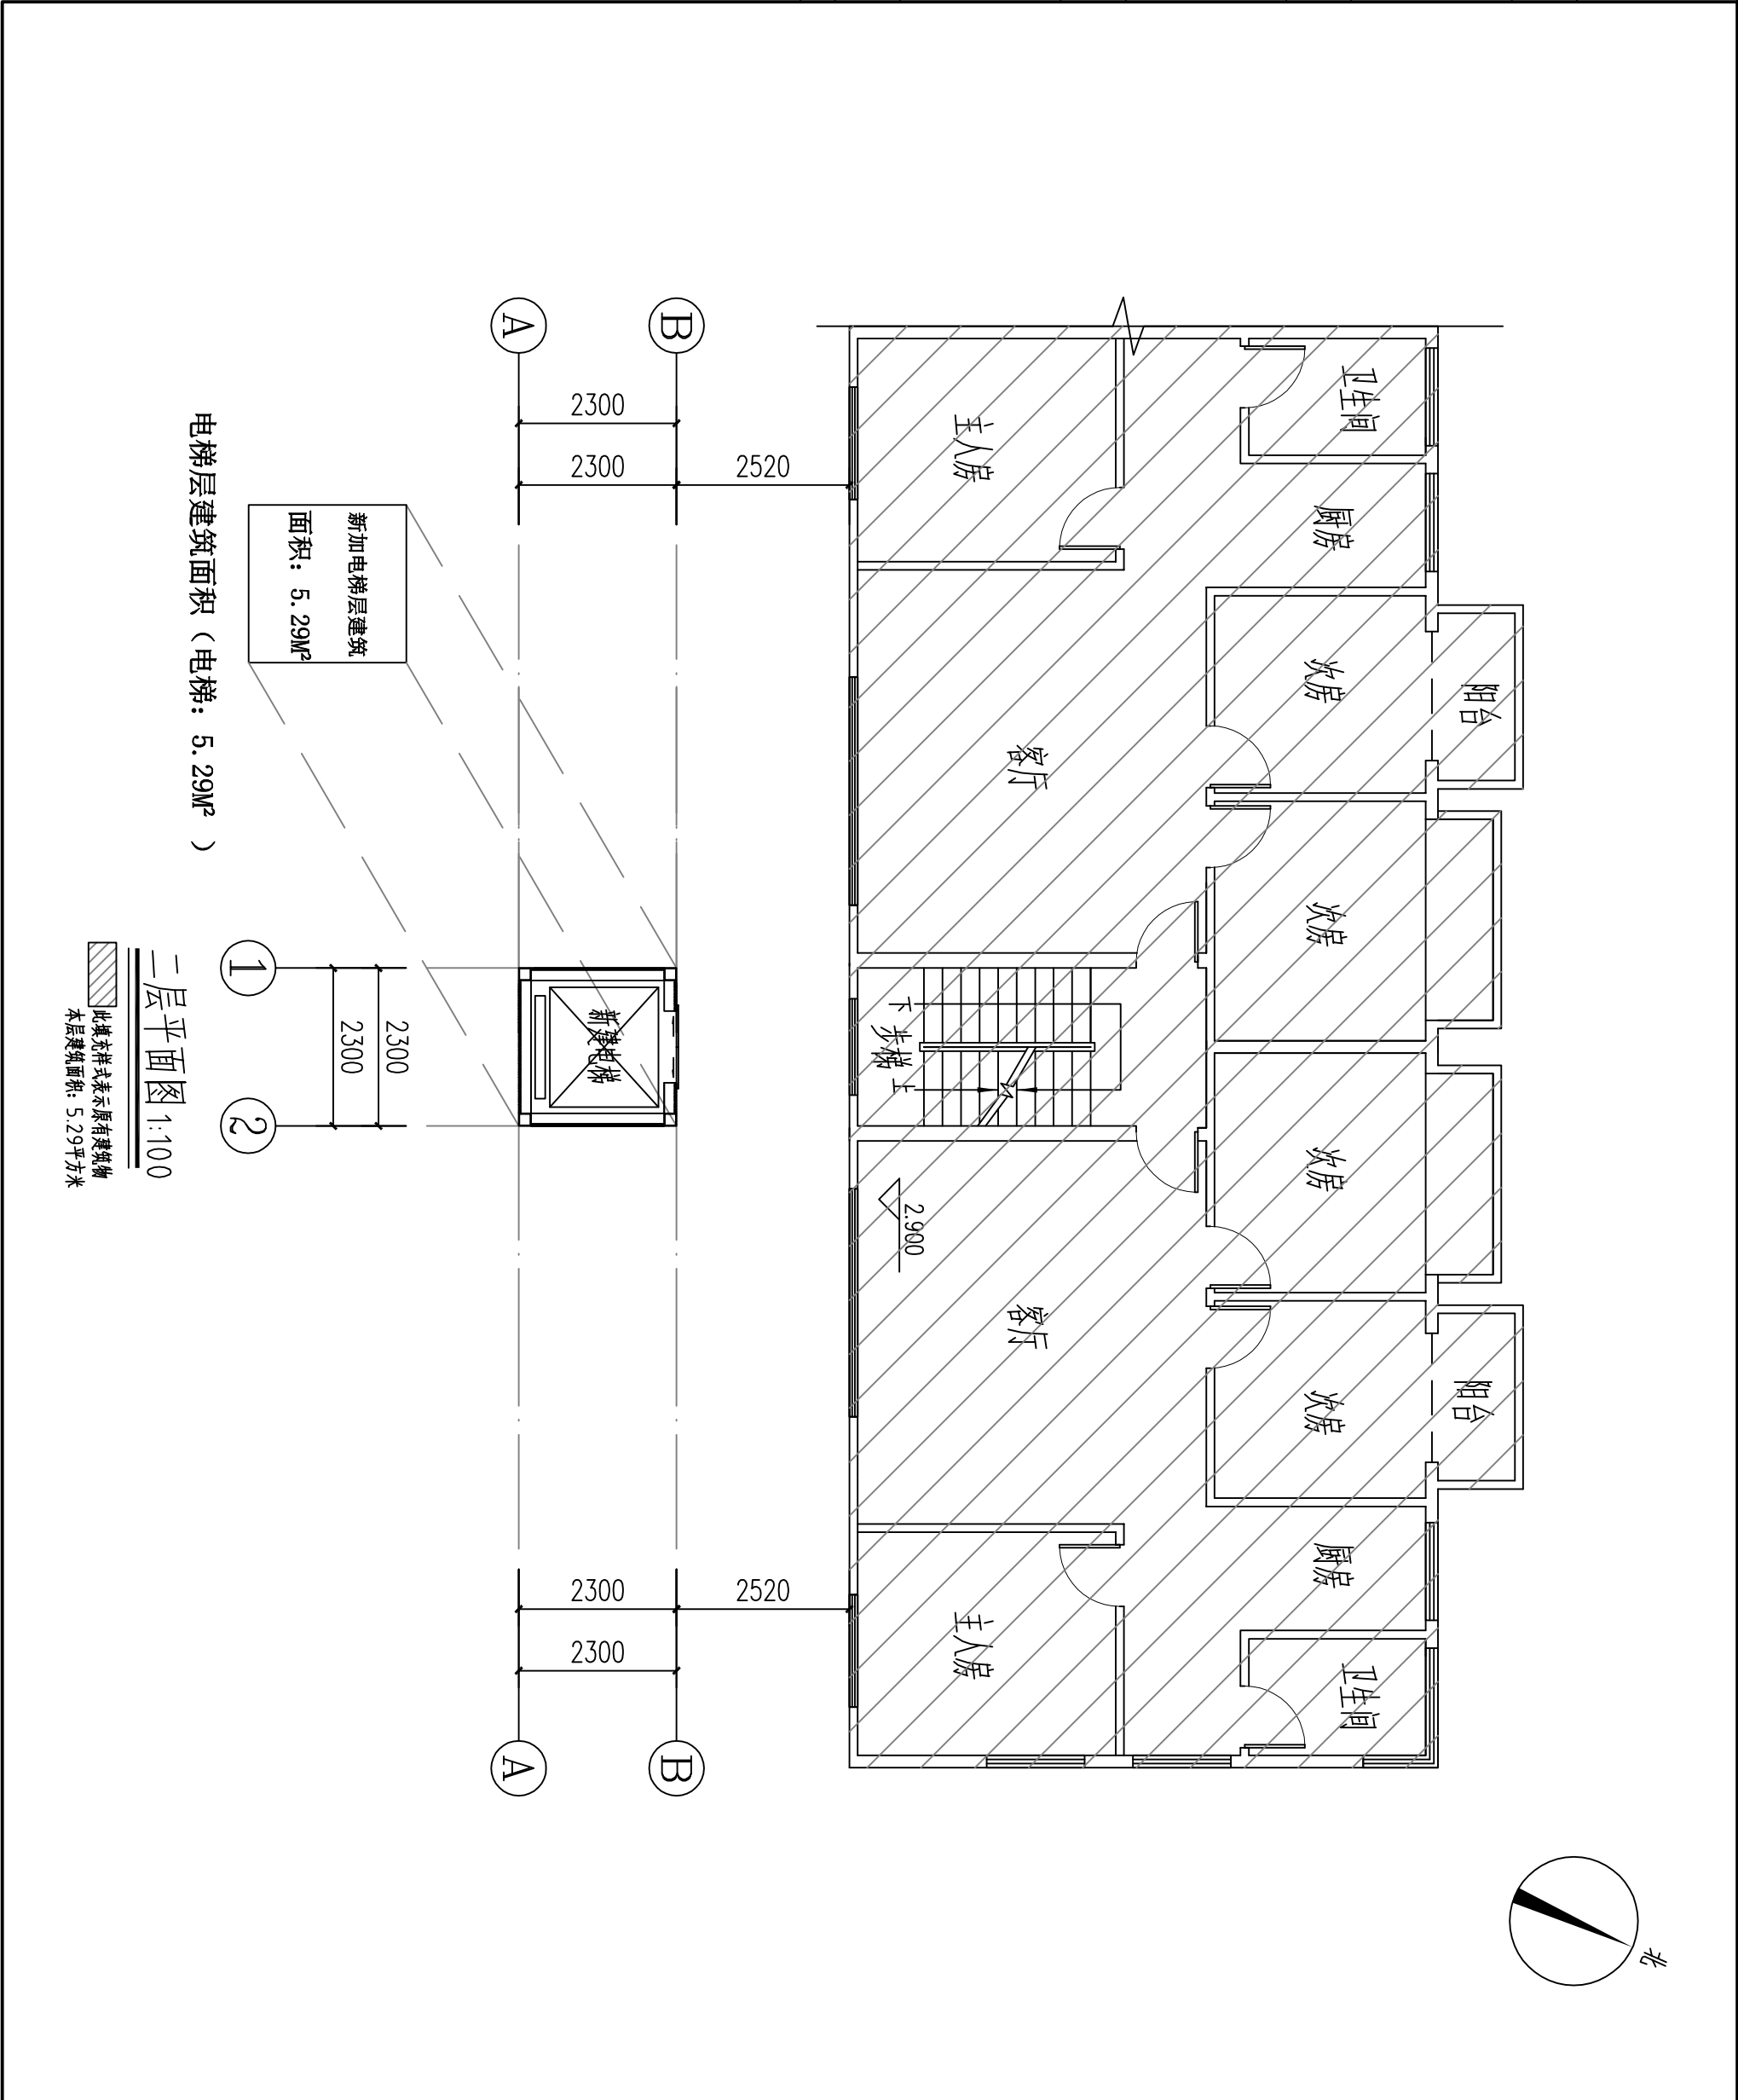 北
阳台
阳台
卫生间
厨房
次房
次房
次房
次房
厨房
卫生间
客厅
客厅
主人房
主人房
下
步梯
上
2.900
2520
2520
B
B
2300
2300
新建电梯
2300
2300
A
A
2300
2300
新加电梯层建筑
面积：5.29M²
1
2
电梯层建筑面积（电梯：5.29M²）
二层平面图 1:100
此填充样式表示原有建筑物
本层建筑面积：5.29平方米